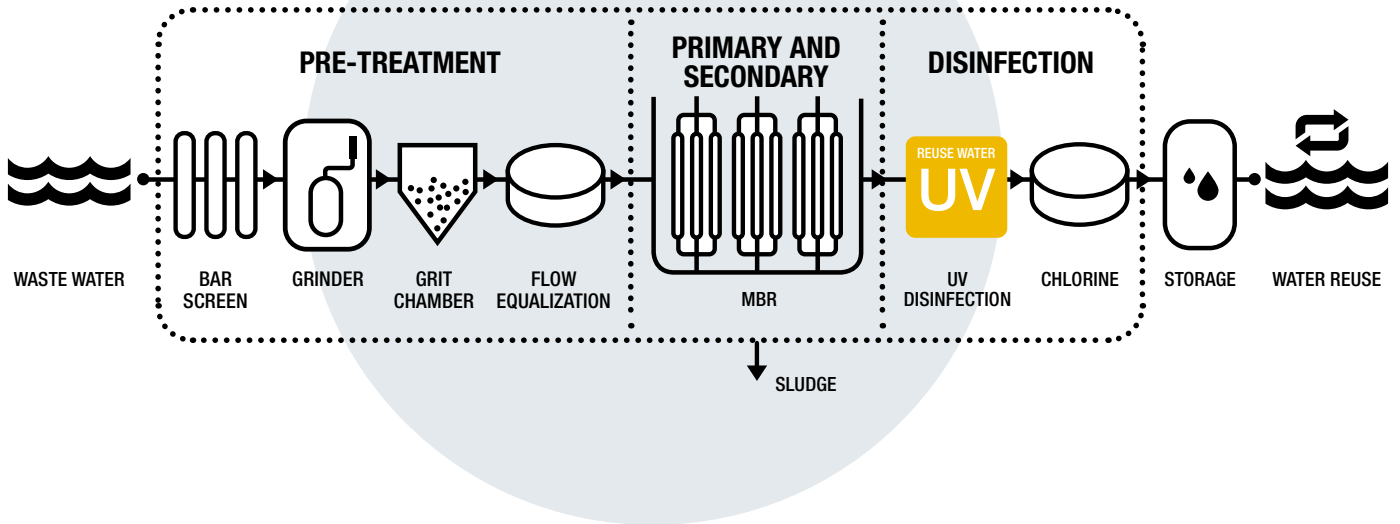 PRE-TREATMENT
PRIMARY AND
SECONDARY
DISINFECTION
REUSE WATER
UV
WASTE WATER
BAR
SCREEN
GRINDER
GRIT
CHAMBER
FLOW
EQUALIZATION
MBR
UV
DISINFECTION
CHLORINE
STORAGE
WATER REUSE
SLUDGE